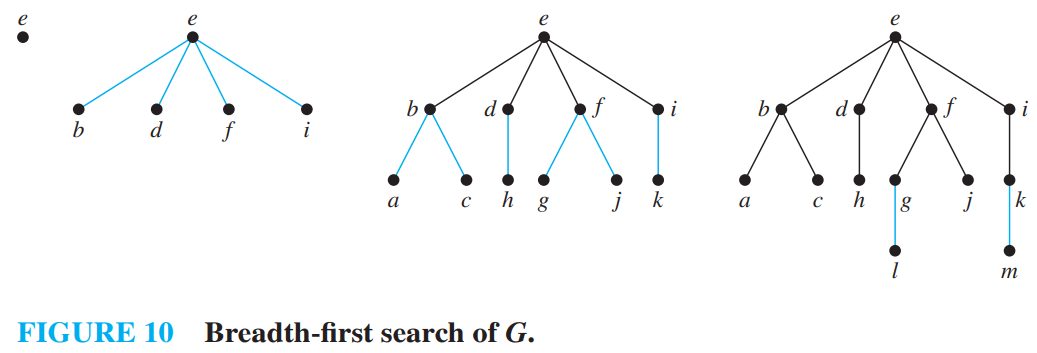 e e e e
b d f i
b d f i
b d f i
a c h g j k
a c h g j k
l m
FIGURE 10 Breadth-first search of G.